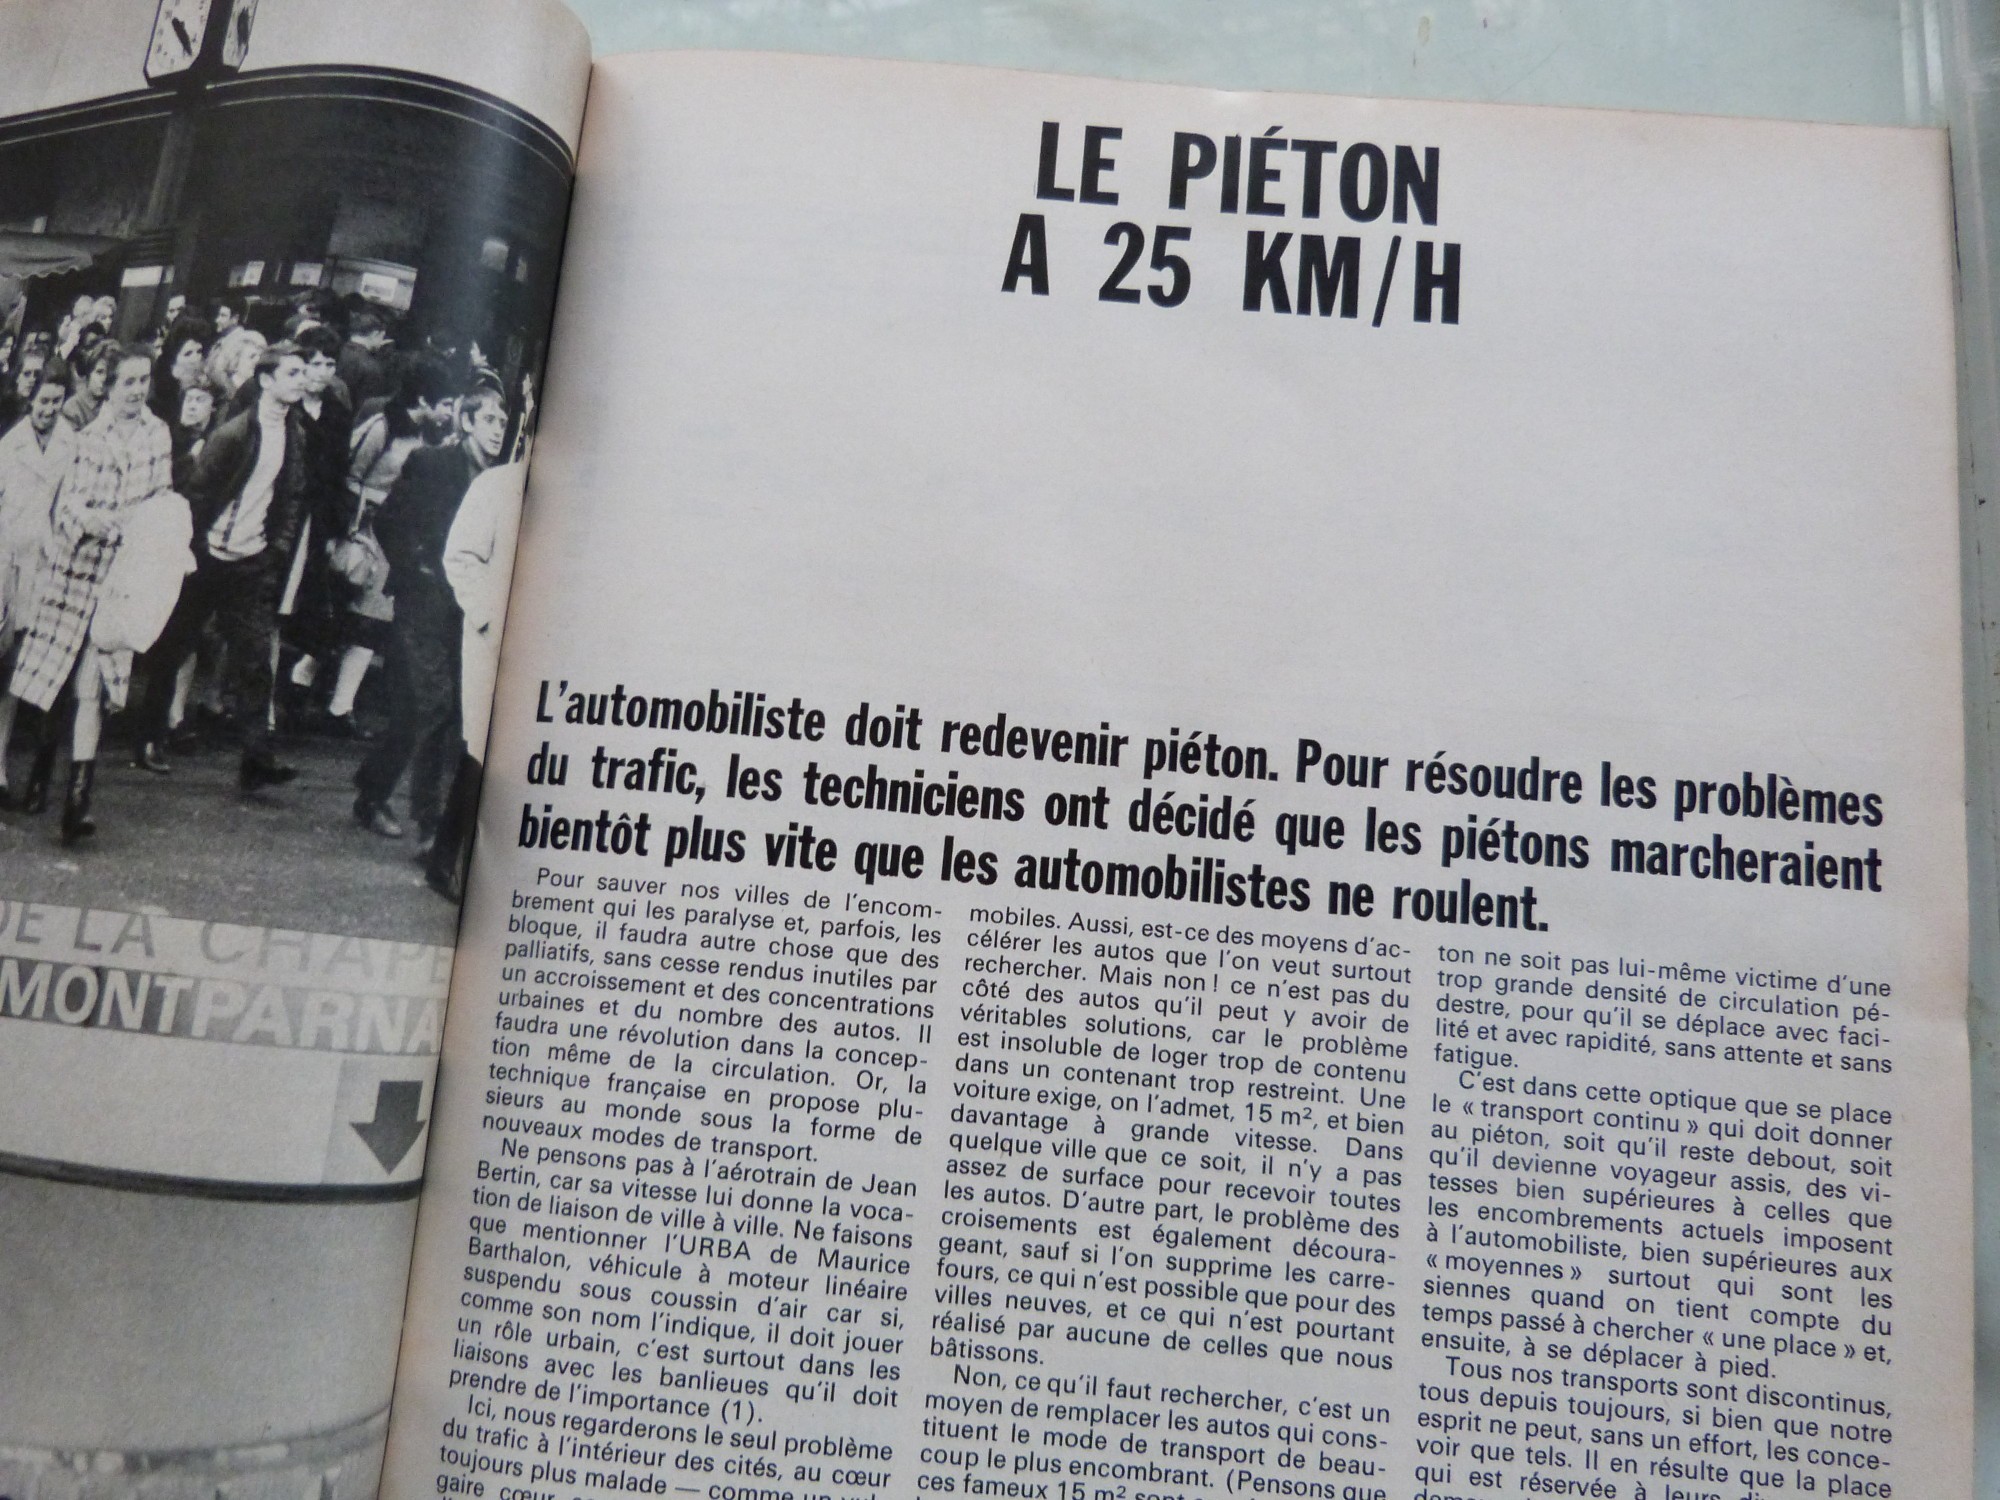 DE LA CHAPE
MONTPARNA
LE PIÉTON
A 25 KM/H
L'automobiliste doit redevenir piéton. Pour résoudre les problèmes
du trafic, les techniciens ont décidé que les piétons marcheraient
bientôt plus vite que les automobilistes ne roulent.
Pour sauver nos villes de l'encom-
brement qui les paralyse et, parfois, les
bloque, il faudra autre chose que des
palliatifs, sans cesse rendus inutiles par
un accroissement et des concentrations
urbaines et du nombre des autos. Il
faudra une révolution dans la concep-
tion même de la circulation. Or, la
technique française en propose plu-
sieurs au monde sous la forme de
nouveaux modes de transport.
Ne pensons pas à l'aérotrain de Jean
Bertin, car sa vitesse lui donne la voca-
tion de liaison de ville à ville. Ne faisons
que mentionner l'URBA de Maurice
Barthalon, véhicule à moteur linéaire
suspendu sous coussin d'air car si,
comme son nom l'indique, il doit jouer
un rôle urbain, c'est surtout dans les
liaisons avec les banlieues qu'il doit
prendre de l'importance (1).
Ici, nous regarderons le seul problème
du trafic à l'intérieur des cités, au cœur
toujours plus malade — comme un
gaire cœur
mobiles. Aussi, est-ce des moyens d'ac-
célérer les autos que l'on veut surtout
rechercher. Mais non ! ce n'est pas du
côté des autos qu'il peut y avoir de
véritables solutions, car le problème
est insoluble de loger trop de contenu
dans un contenant trop restreint. Une
voiture exige, on l'admet, 15 m², et bien
davantage à grande vitesse. Dans
quelque ville que ce soit, il n'y a pas
assez de surface pour recevoir toutes
les autos. D'autre part, le problème des
croisements est également découra-
geant, sauf si l'on supprime les carre-
fours, ce qui n'est possible que pour des
villes neuves, et ce qui n'est pourtant
réalisé par aucune de celles que nous
bâtissons.
Non, ce qu'il faut rechercher, c'est un
moyen de remplacer les autos qui cons-
tituent le mode de transport de beau-
coup le plus encombrant. (Pensons que
ces fameux 15 m² sont
ton ne soit pas lui-même victime d'une
trop grande densité de circulation pé-
destre, pour qu'il se déplace avec faci-
lité et avec rapidité, sans attente et sans
fatigue.
C'est dans cette optique que se place
le « transport continu » qui doit donner
au piéton, soit qu'il reste debout, soit
qu'il devienne voyageur assis, des vi-
tesses bien supérieures à celles que
les encombrements actuels imposent
à l'automobiliste, bien supérieures aux
« moyennes » surtout qui sont les
siennes quand on tient compte du
temps passé à chercher « une place » et,
ensuite, à se déplacer à pied.
Tous nos transports sont discontinus,
tous depuis toujours, si bien que notre
esprit ne peut, sans un effort, les conce-
voir que tels. Il en résulte que la place
qui est réservée à leurs